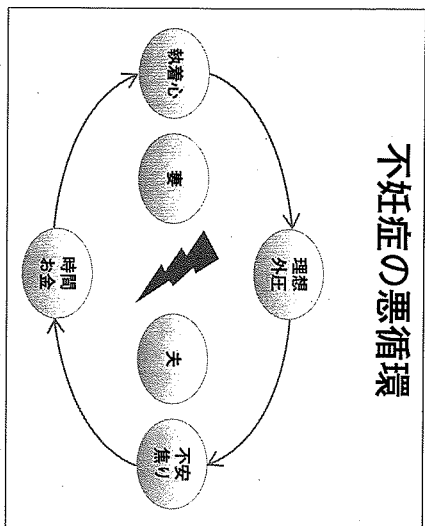 不妊症の悪循環
理想
外圧
執着心
妻
夫
不安
焦り
時間
お金